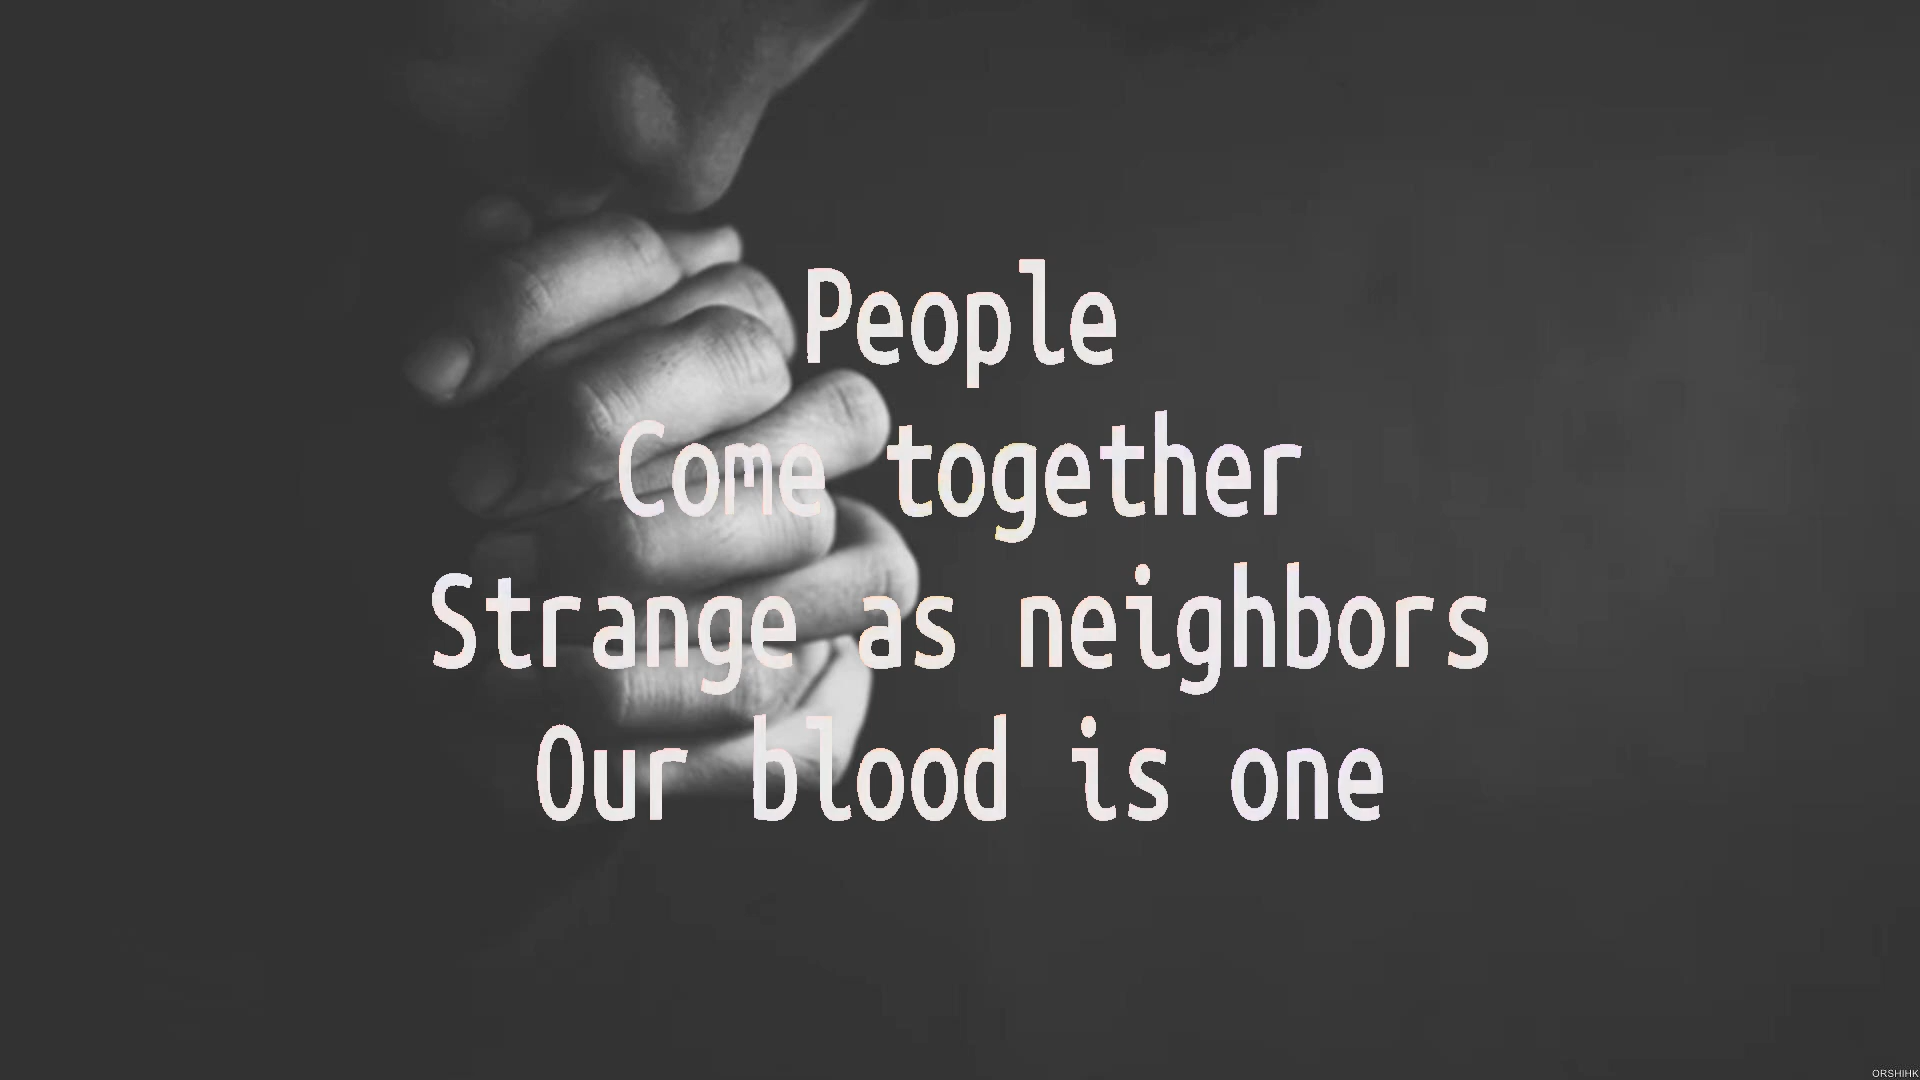 People
Come together
Strange as neighbors
Our blood is one
ORSHIHK